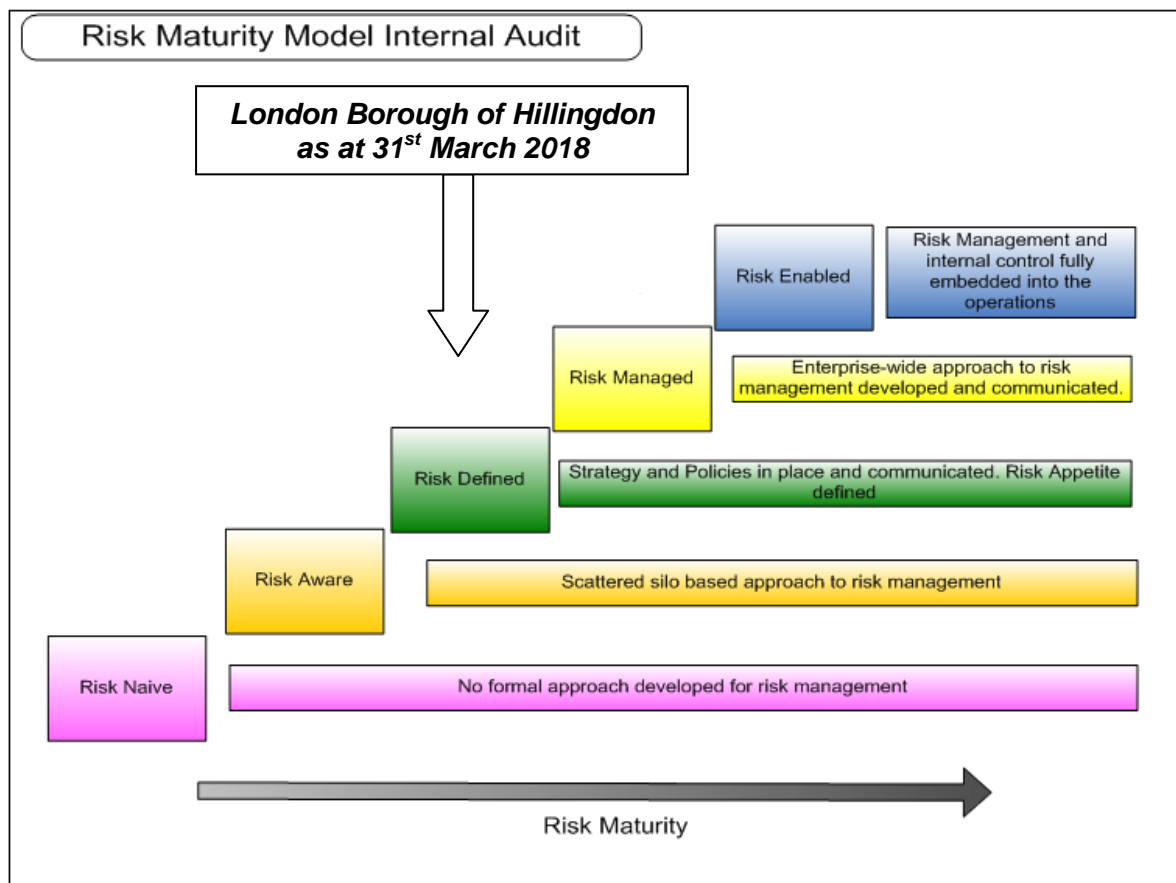 Risk Maturity Model Internal Audit
London Borough of Hillingdon
as at 31st March 2018
Risk Enabled
Risk Management and
internal control fully
embedded into the
operations
Risk Managed
Enterprise-wide approach to risk
management developed and communicated.
Risk Defined
Strategy and Policies in place and communicated. Risk Appetite
defined
Risk Aware
Scattered silo based approach to risk management
Risk Naive
No formal approach developed for risk management
Risk Maturity